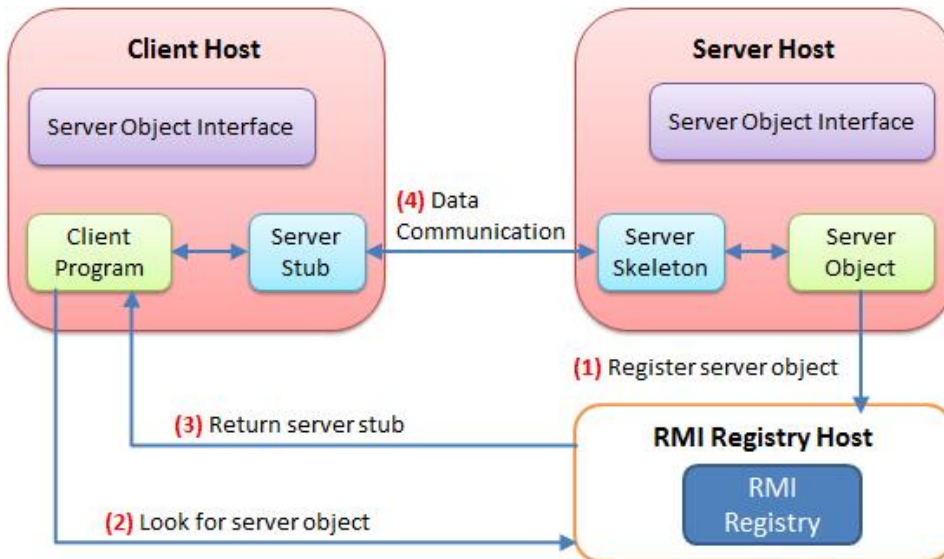 Client Host
Server Object Interface
Client
Program
Server
Stub
(4) Data
Communication
Server Host
Server Object Interface
Server
Skeleton
Server
Object
(1) Register server object
(3) Return server stub
(2) Look for server object
RMI Registry Host
RMI
Registry